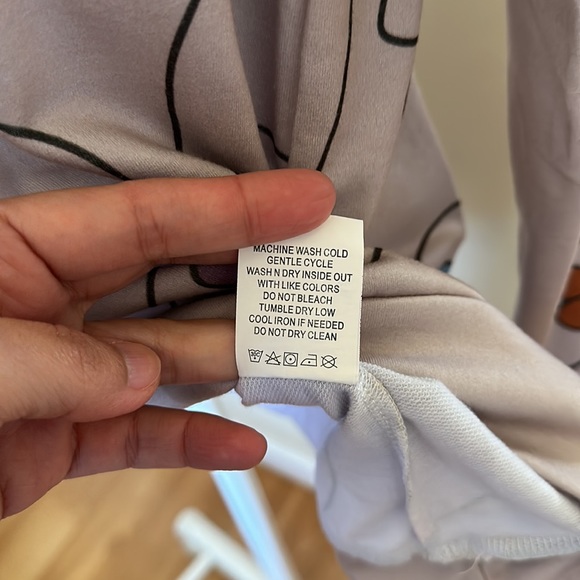 MACHINE WASH COLD
GENTLE CYCLE
WASH N DRY INSIDE OUT
WITH LIKE COLORS
DO NOT BLEACH
TUMBLE DRY LOW
COOL IRON IF NEEDED
DO NOT DRY CLEAN